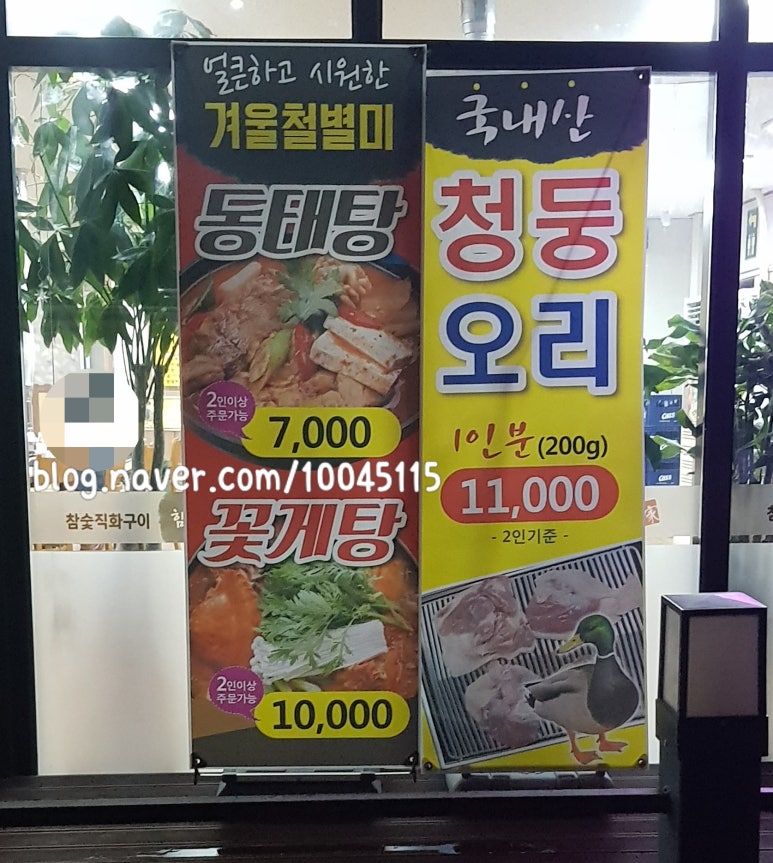 얼큰하고 시원한
겨울철별미
동태탕
2인이상
주문가능
7,000
꽃게탕
2인이상
주문가능
10,000
국내산
청둥
오리
1인분 (200g)
11,000
- 2인기준 -
blog.naver.com/10045115
참숯직화구이
힘
家
CASS